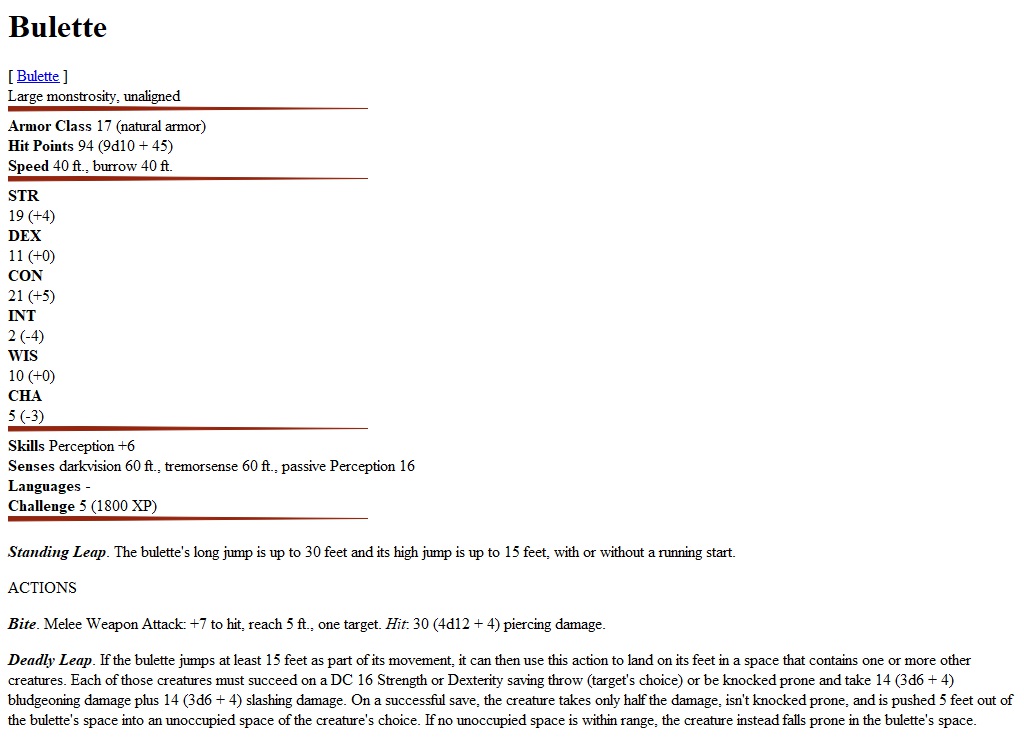 Bulette
[ Bulette ]
Large monstrosity, unaligned
Armor Class 17 (natural armor)
Hit Points 94 (9d10 + 45)
Speed 40 ft., burrow 40 ft.
STR
19 (+4)
DEX
11 (+0)
CON
21 (+5)
INT
2 (-4)
WIS
10 (+0)
CHA
5 (-3)
Skills Perception +6
Senses darkvision 60 ft., tremorsense 60 ft., passive Perception 16
Languages -
Challenge 5 (1800 XP)
Standing Leap. The bulette's long jump is up to 30 feet and its high jump is up to 15 feet, with or without a running start.
ACTIONS
Bite. Melee Weapon Attack: +7 to hit, reach 5 ft., one target. Hit: 30 (4d12 + 4) piercing damage.
Deadly Leap. If the bulette jumps at least 15 feet as part of its movement, it can then use this action to land on its feet in a space that contains one or more other
creatures. Each of those creatures must succeed on a DC 16 Strength or Dexterity saving throw (target's choice) or be knocked prone and take 14 (3d6 + 4)
bludgeoning damage plus 14 (3d6 + 4) slashing damage. On a successful save, the creature takes only half the damage, isn't knocked prone, and is pushed 5 feet out of
the bulette's space into an unoccupied space of the creature's choice. If no unoccupied space is within range, the creature instead falls prone in the bulette's space.